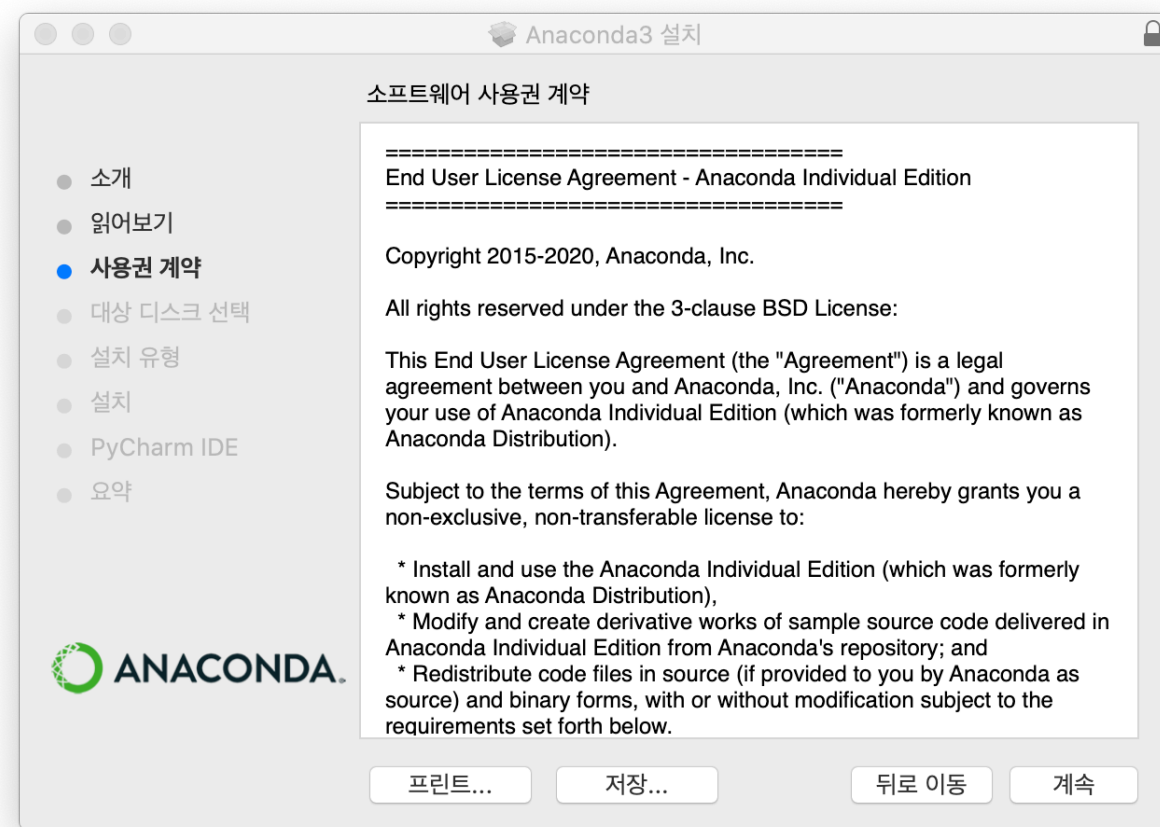 Anaconda3 설치
소프트웨어 사용권 계약
소개
읽어보기
사용권 계약
대상 디스크 선택
설치 유형
설치
PyCharm IDE
요약
ANACONDA.
===================================
End User License Agreement - Anaconda Individual Edition
===================================
Copyright 2015-2020, Anaconda, Inc.
All rights reserved under the 3-clause BSD License:
This End User License Agreement (the "Agreement") is a legal
agreement between you and Anaconda, Inc. ("Anaconda") and governs
your use of Anaconda Individual Edition (which was formerly known as
Anaconda Distribution).
Subject to the terms of this Agreement, Anaconda hereby grants you a
non-exclusive, non-transferable license to:
* Install and use the Anaconda Individual Edition (which was formerly
known as Anaconda Distribution),
* Modify and create derivative works of sample source code delivered in
Anaconda Individual Edition from Anaconda's repository; and
* Redistribute code files in source (if provided to you by Anaconda as
source) and binary forms, with or without modification subject to the
requirements set forth below.
프린트...
저장...
뒤로 이동
계속